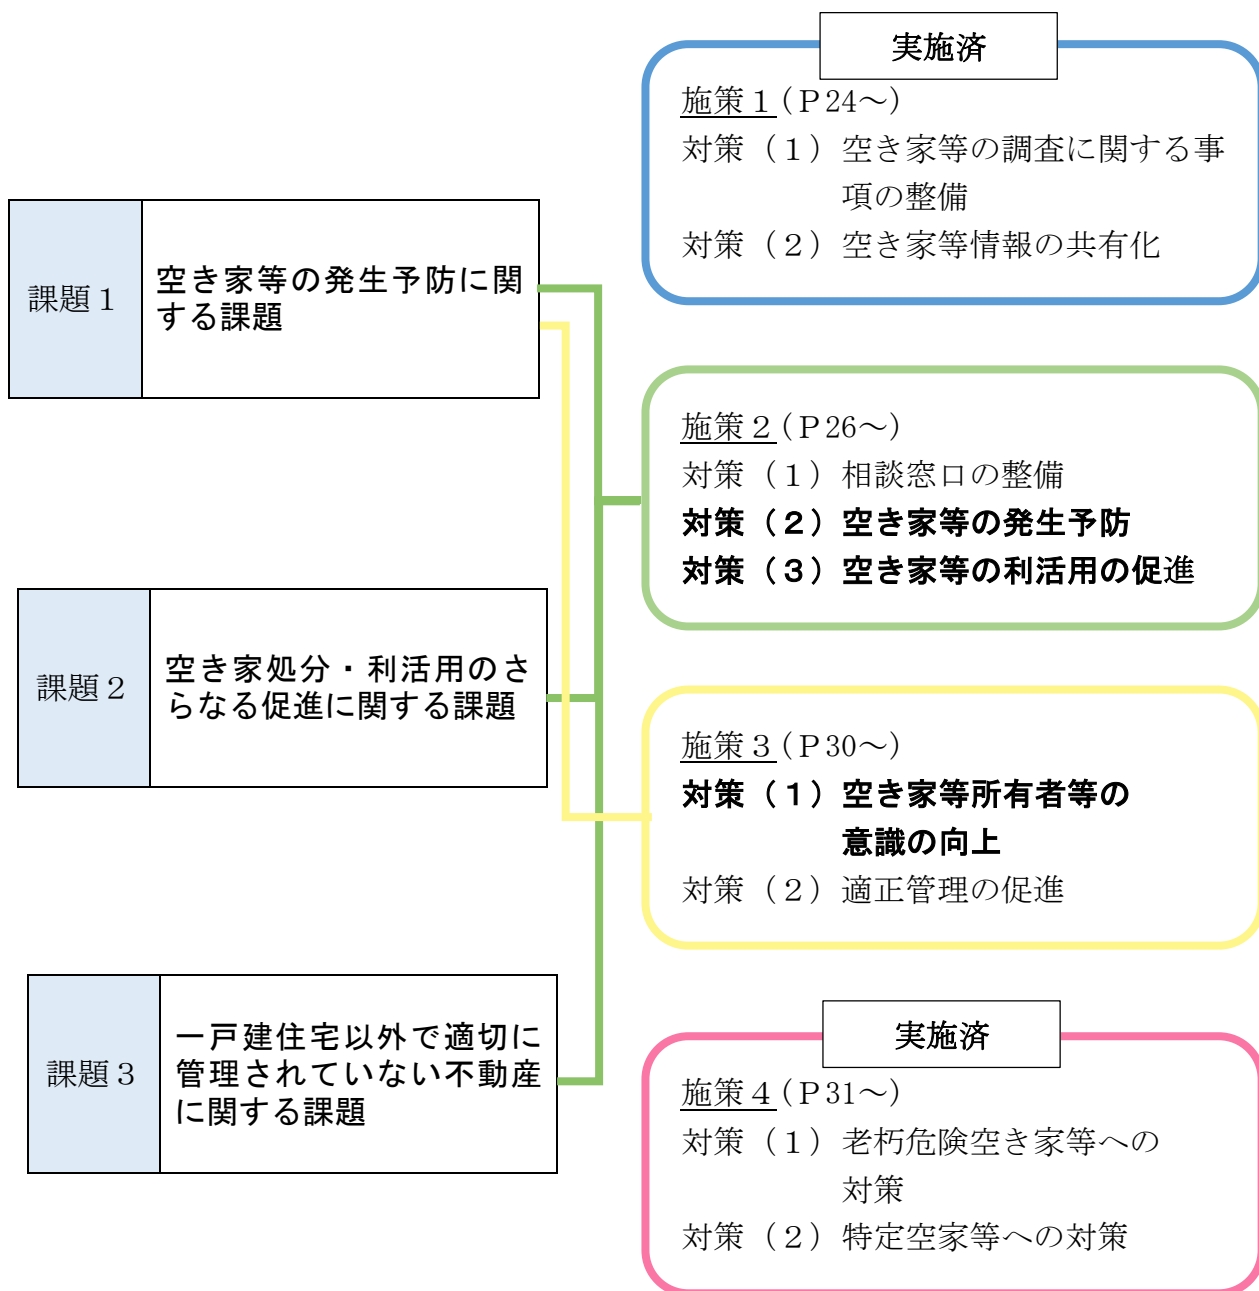 課題１
空き家等の発生予防に関
する課題
課題２
空き家処分・利活用のさ
らなる促進に関する課題
課題３
一戸建住宅以外で適切に
管理されていない不動産
に関する課題
実施済
施策１（Ｐ24～）
対策（１）空き家等の調査に関する事
項の整備
対策（２）空き家等情報の共有化
施策２（Ｐ26～）
対策（１）相談窓口の整備
対策（２）空き家等の発生予防
対策（３）空き家等の利活用の促進
施策３（Ｐ30～）
対策（１）空き家等所有者等の
意識の向上
対策（２）適正管理の促進
実施済
施策４（Ｐ31～）
対策（１）老朽危険空き家等への
対策
対策（２）特定空家等への対策